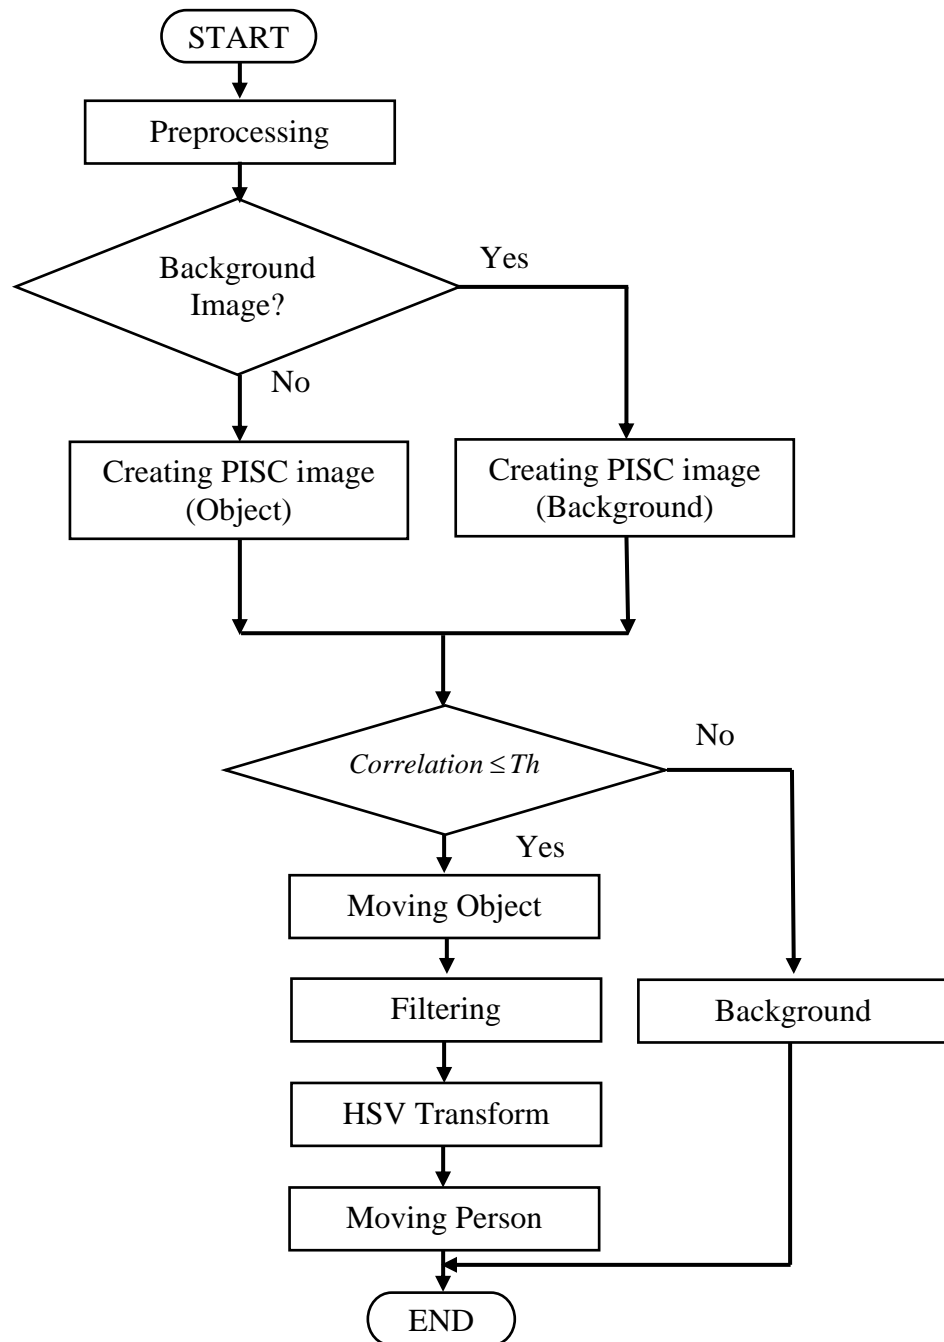 START
Preprocessing
Background
Image?
Yes
No
Creating PISC image
(Object)
Creating PISC image
(Background)
Correlation ≤ Th
No
Yes
Moving Object
Filtering
Background
HSV Transform
Moving Person
END